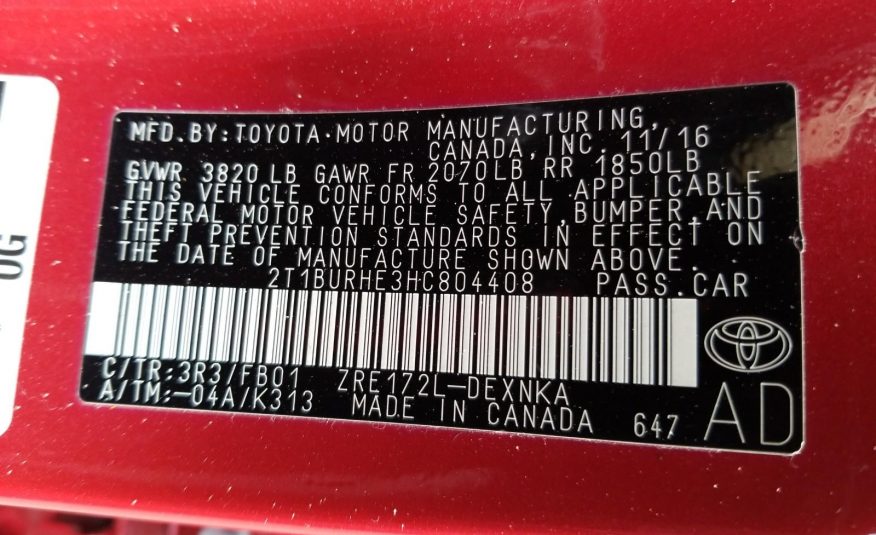 MFD. BY: TOYOTA MOTOR MANUFACTURING,
CANADA, INC. 11/16
GVWR 3820 LB GAWR FR 2070LB RR 1850LB
THIS VEHICLE CONFORMS TO ALL APPLICABLE
FEDERAL MOTOR VEHICLE SAFETY, BUMPER, AND
THEFT PREVENTION STANDARDS IN EFFECT ON
THE DATE OF MANUFACTURE SHOWN ABOVE.
2T1BURHE3HC804408 PASS.CAR
C/TR:3R3/FB01 ZRE172L-DEXNKA
A/TM:-04A/K313 MADE IN CANADA 647 AD
0G